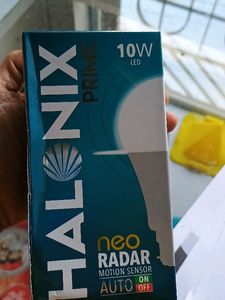 HALONIX
PRIME
10W
LED
neo
RADAR
MOTION SENSOR
AUTO ON
OFF